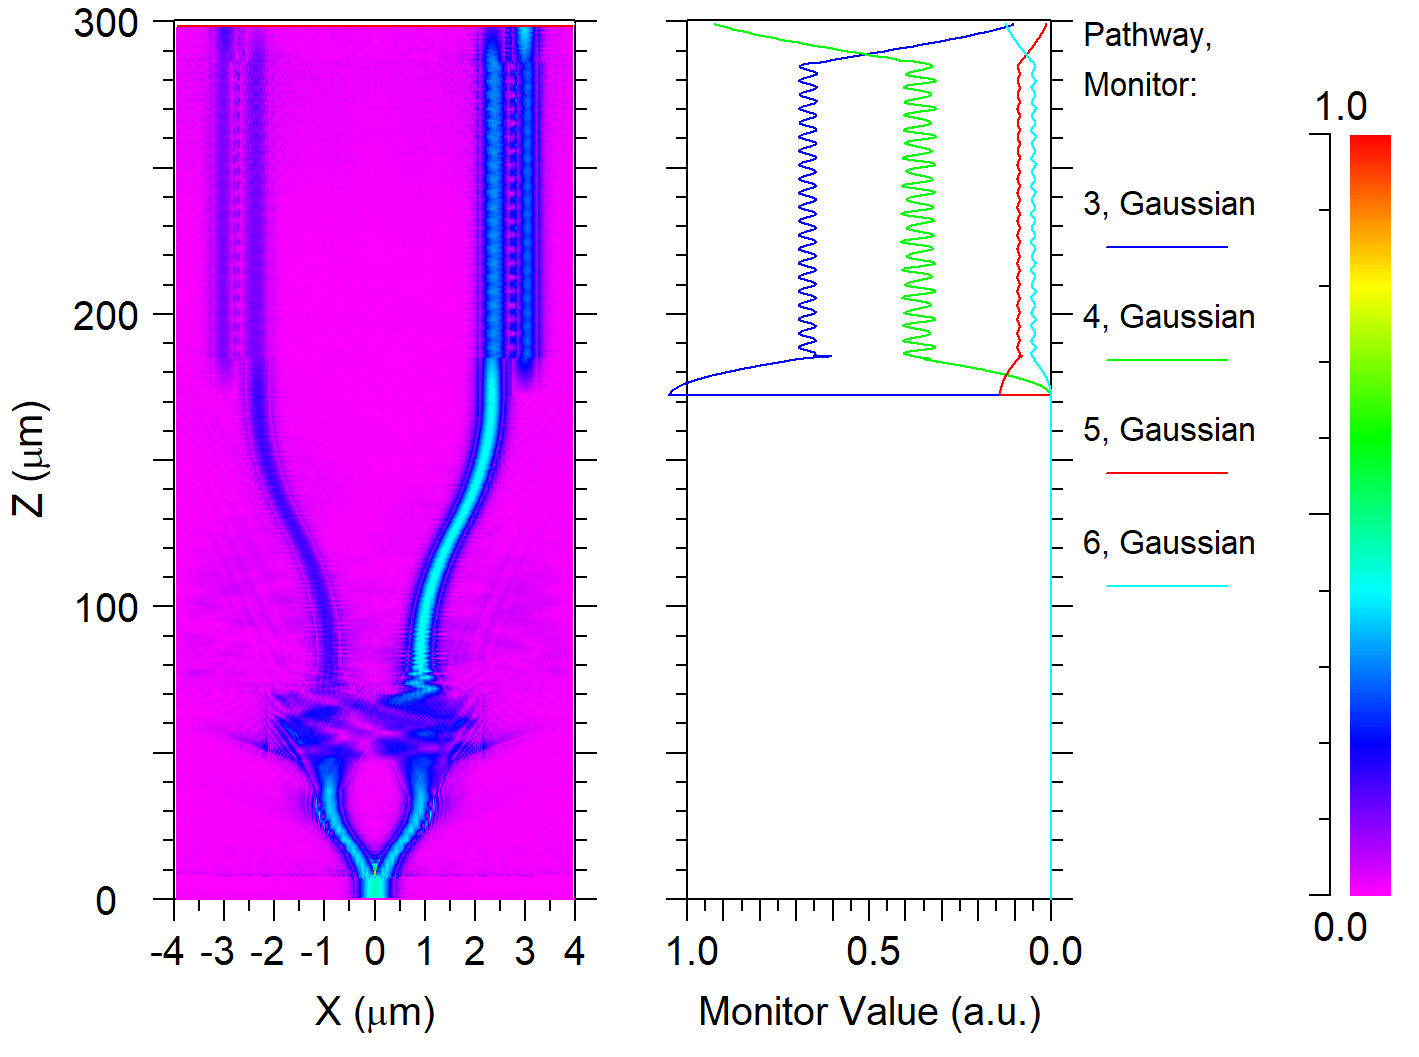 300
200
100
0
Z (μm)
-4 -3 -2 -1 0 1 2 3 4
X (μm)
1.0 0.5 0.0
Monitor Value (a.u.)
Pathway,
Monitor:
3, Gaussian
4, Gaussian
5, Gaussian
6, Gaussian
1.0
0.0